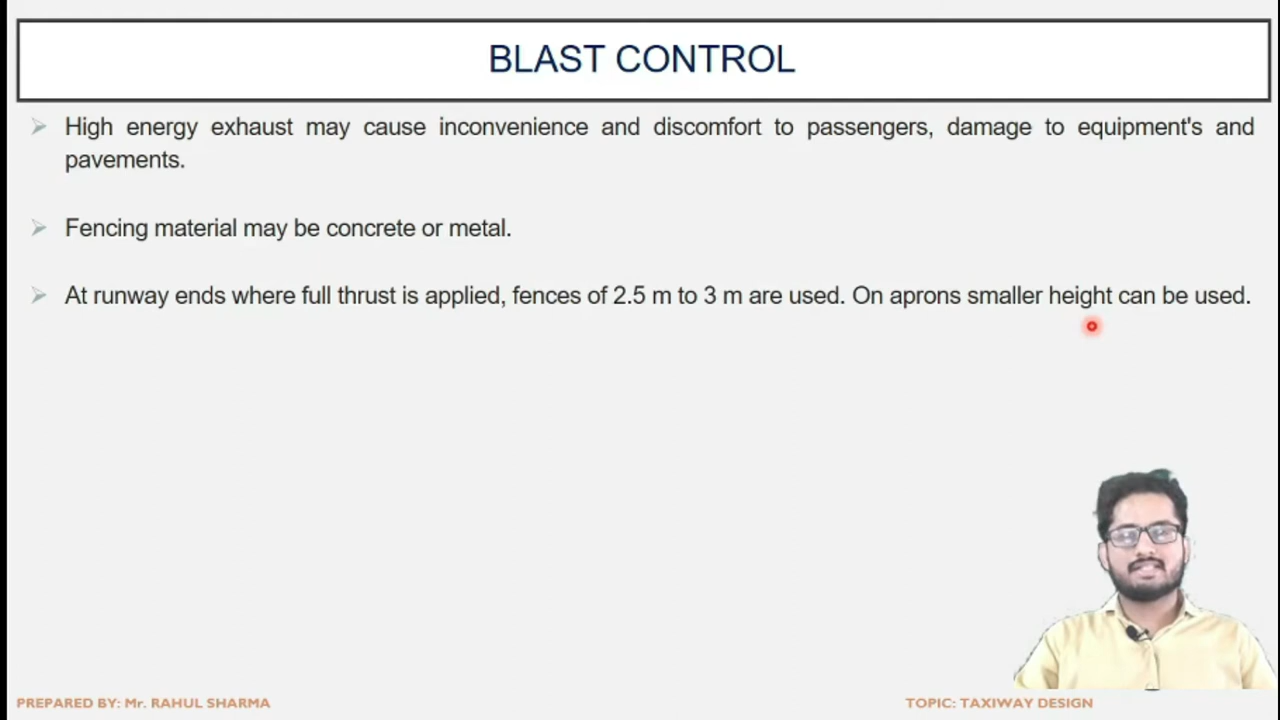 BLAST CONTROL
High energy exhaust may cause inconvenience and discomfort to passengers, damage to equipment's and
pavements.
Fencing material may be concrete or metal.
At runway ends where full thrust is applied, fences of 2.5 m to 3 m are used. On aprons smaller height can be used.
PREPARED BY: Mr. RAHUL SHARMA
TOPIC: TAXIWAY DESIGN